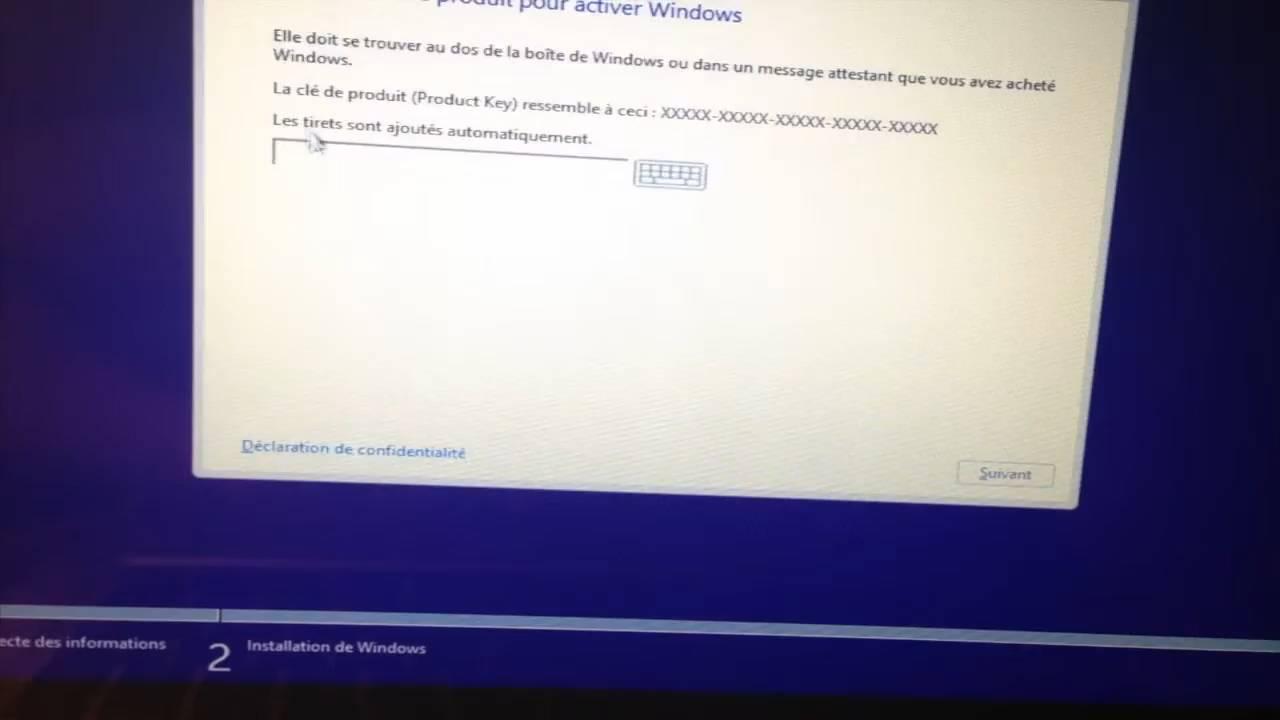 produit pour activer Windows
Elle doit se trouver au dos de la boîte de Windows ou dans un message attestant que vous avez acheté
Windows.
La clé de produit (Product Key) ressemble à ceci : XXXXX-XXXXX-XXXXX-XXXXX-XXXXX
Les tirets sont ajoutés automatiquement.
Déclaration de confidentialité
Suivant
ecte des informations
2 Installation de Windows